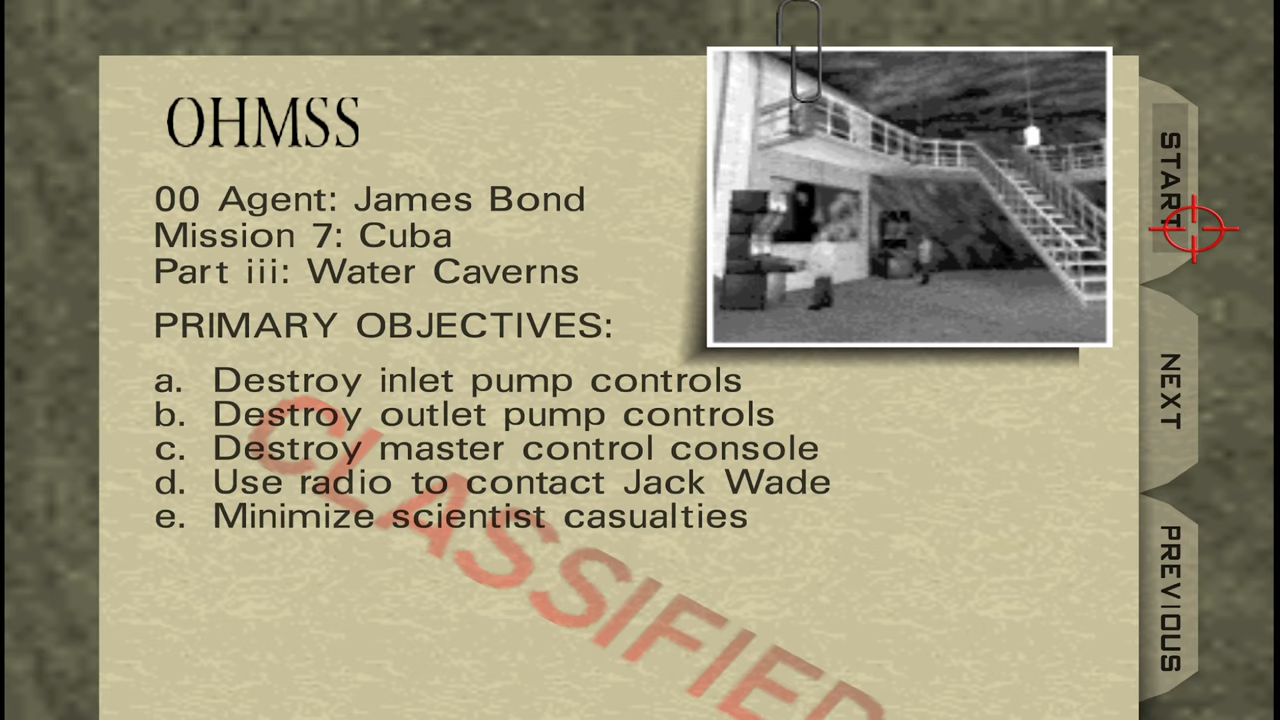 OHMSS
00 Agent: James Bond
Mission 7: Cuba
Part iii: Water Caverns
PRIMARY OBJECTIVES:
a. Destroy inlet pump controls
b. Destroy outlet pump controls
c. Destroy master control console
d. Use radio to contact Jack Wade
e. Minimize scientist casualties
CLASSIFIED
START
NEXT
PREVIOUS